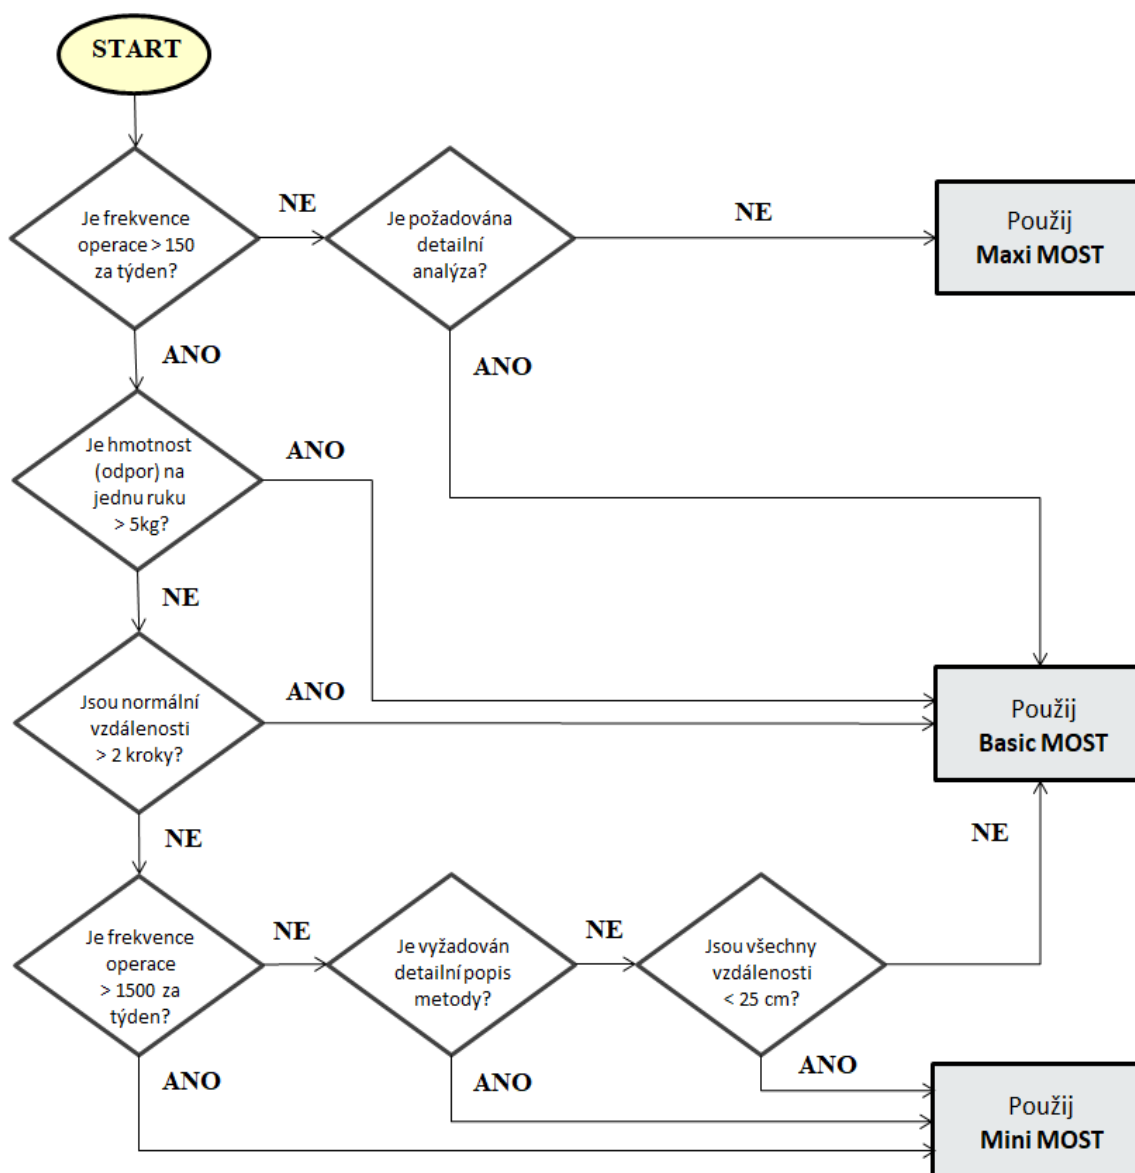 START
Je frekvence
operace > 150
za týden?
NE
Je požadována
detailní
analýza?
NE
Použij
Maxi MOST
ANO
ANO
Je hmotnost
(odpor) na
jednu ruku
> 5kg?
ANO
NE
Jsou normální
vzdálenosti
> 2 kroky?
ANO
Použij
Basic MOST
NE
NE
Je frekvence
operace
> 1500 za
týden?
NE
Je vyžadován
detailní popis
metody?
NE
Jsou všechny
vzdálenosti
< 25 cm?
ANO
ANO
ANO
Použij
Mini MOST